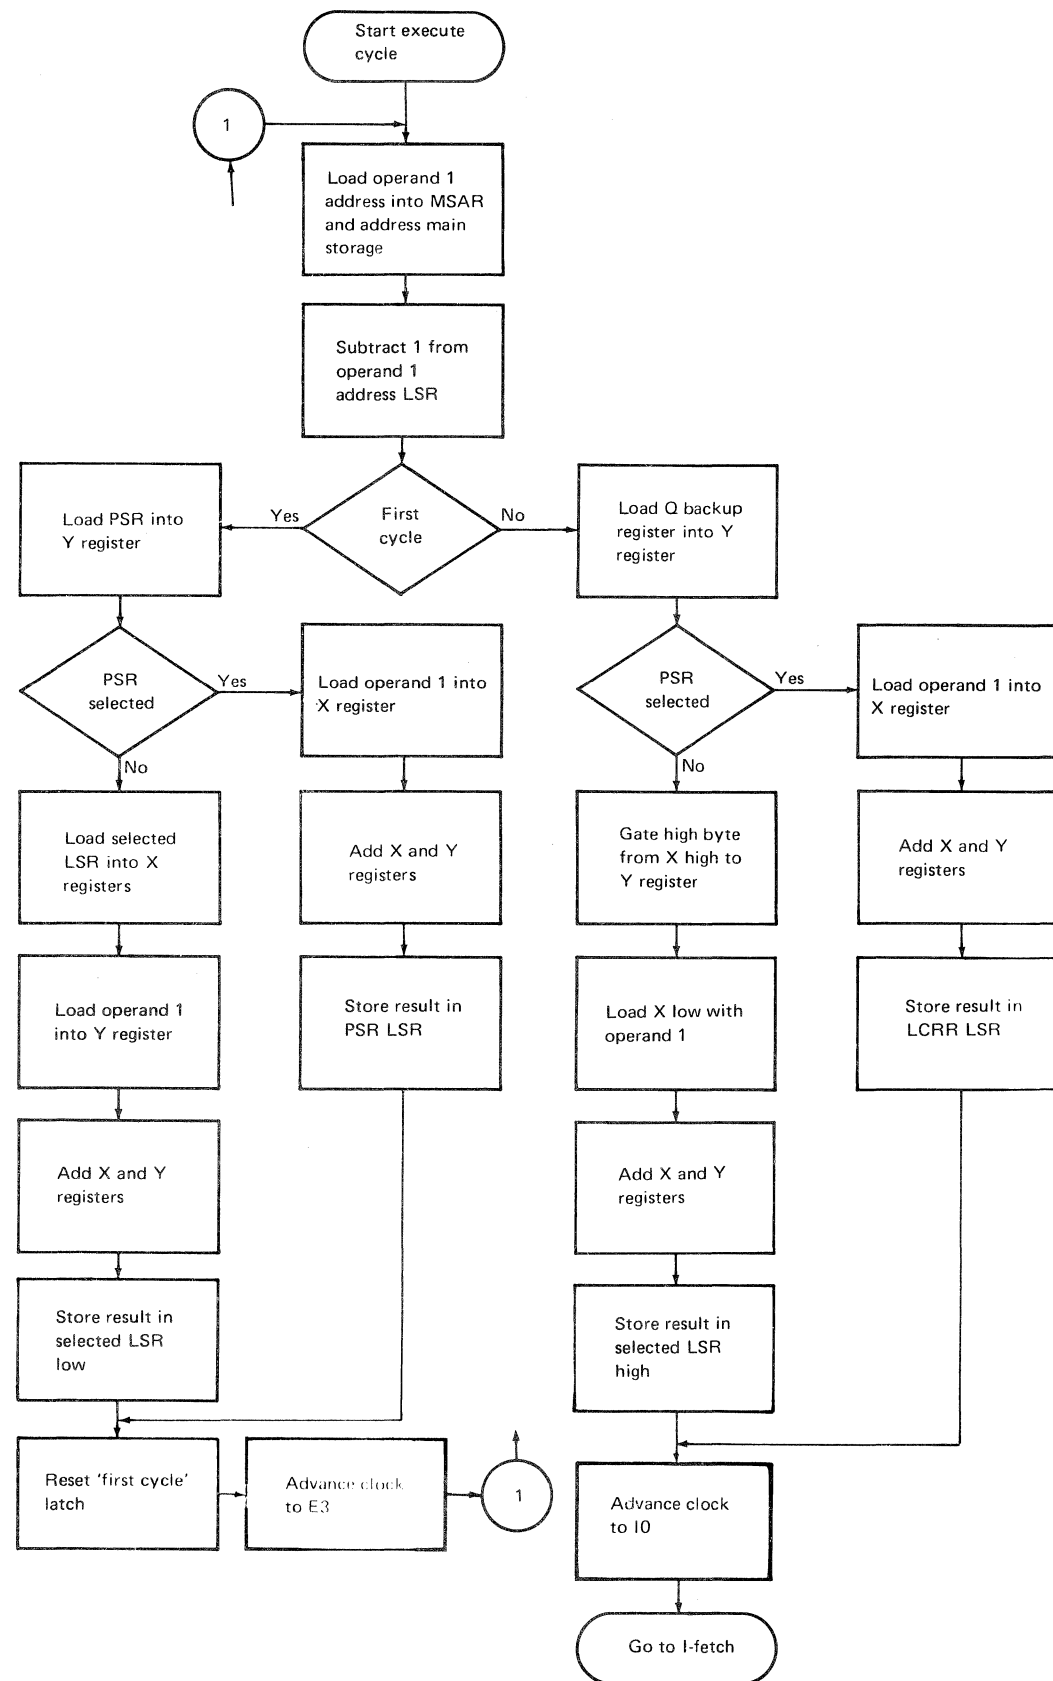 Start execute
cycle
1
Load operand 1
address into MSAR
and address main
storage
Subtract 1 from
operand 1
address LSR
First
cycle
Yes
No
Load PSR into
Y register
Load Q backup
register into Y
register
PSR
selected
Yes
No
Load operand 1 into
X register
PSR
selected
Yes
No
Load operand 1 into
X register
Load selected
LSR into X
registers
Add X and Y
registers
Gate high byte
from X high to
Y register
Add X and Y
registers
Load operand 1
into Y register
Store result in
PSR LSR
Load X low with
operand 1
Store result in
LCRR LSR
Add X and Y
registers
Add X and Y
registers
Store result in
selected LSR
low
Store result in
selected LSR
high
Reset 'first cycle'
latch
Advance clock
to E3
1
Advance clock
to I0
Go to I-fetch